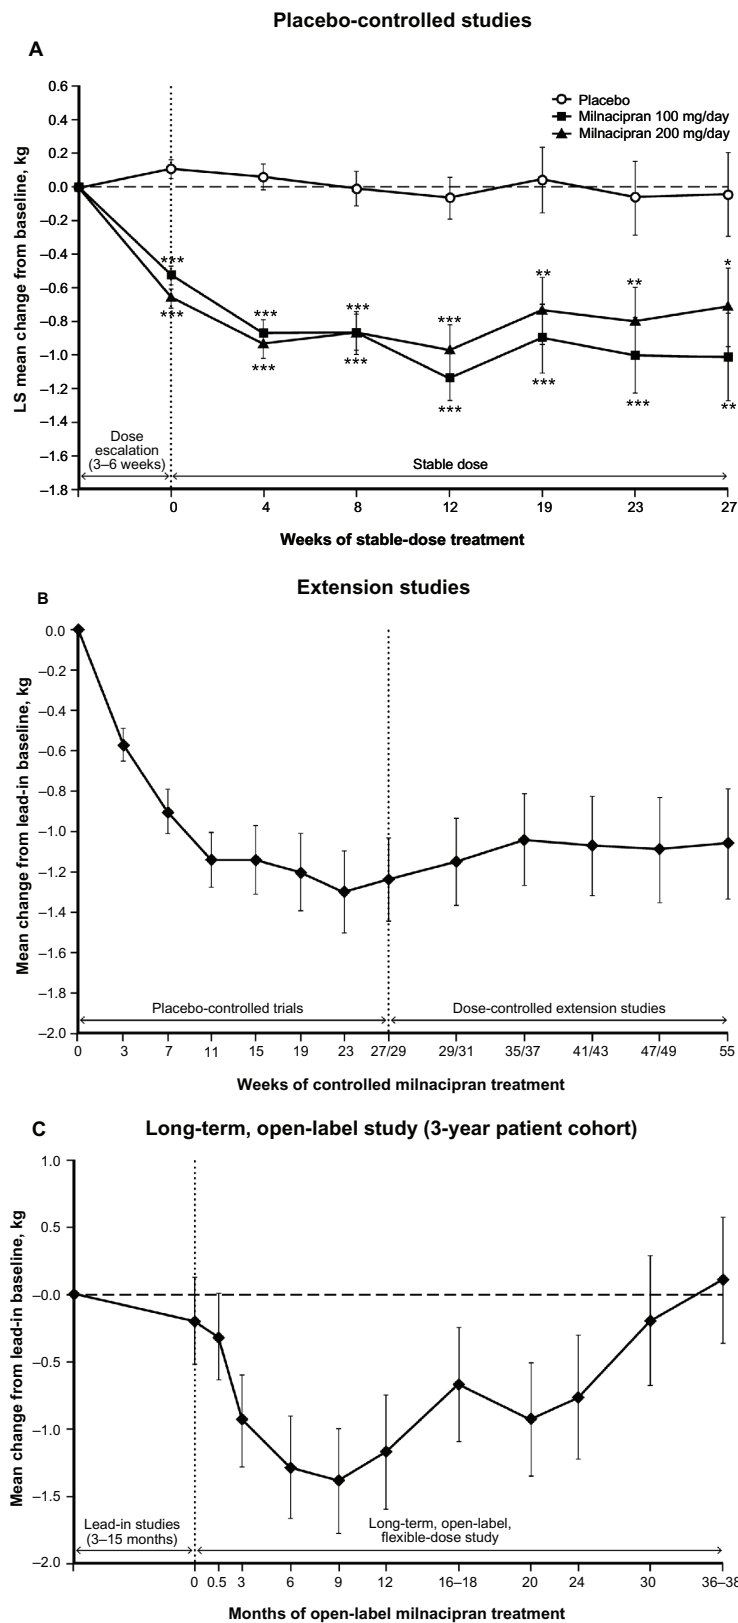 Placebo-controlled studies
A
Placebo
Milnacipran 100 mg/day
Milnacipran 200 mg/day
LS mean change from baseline, kg
0.6
0.4
0.2
0.0
–0.2
–0.4
–0.6
–0.8
–1.0
–1.2
–1.4
–1.6
–1.8
***
***
***
***
***
***
***
***
**
***
**
***
*
**
Dose
escalation
(3–6 weeks)
Stable dose
0 4 8 12 19 23 27
Weeks of stable-dose treatment
Extension studies
B
Mean change from lead-in baseline, kg
0.0
–0.2
–0.4
–0.6
–0.8
–1.0
–1.2
–1.4
–1.6
–1.8
–2.0
Placebo-controlled trials
Dose-controlled extension studies
0 3 7 11 15 19 23 27/29 29/31 35/37 41/43 47/49 55
Weeks of controlled milnacipran treatment
C
Long-term, open-label study (3-year patient cohort)
Mean change from lead-in baseline, kg
1.0
0.5
–0.0
–0.5
–1.0
–1.5
–2.0
Lead-in studies
(3–15 months)
Long-term, open-label,
flexible-dose study
0 0.5 3 6 9 12 16–18 20 24 30 36–38
Months of open-label milnacipran treatment